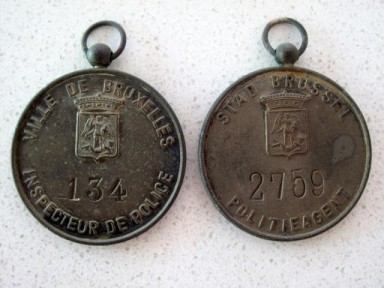 VILLE DE BRUXELLES
134
INSPECTEUR DE POLICE
STAD BRUSSEL
2759
POLITIEAGENT